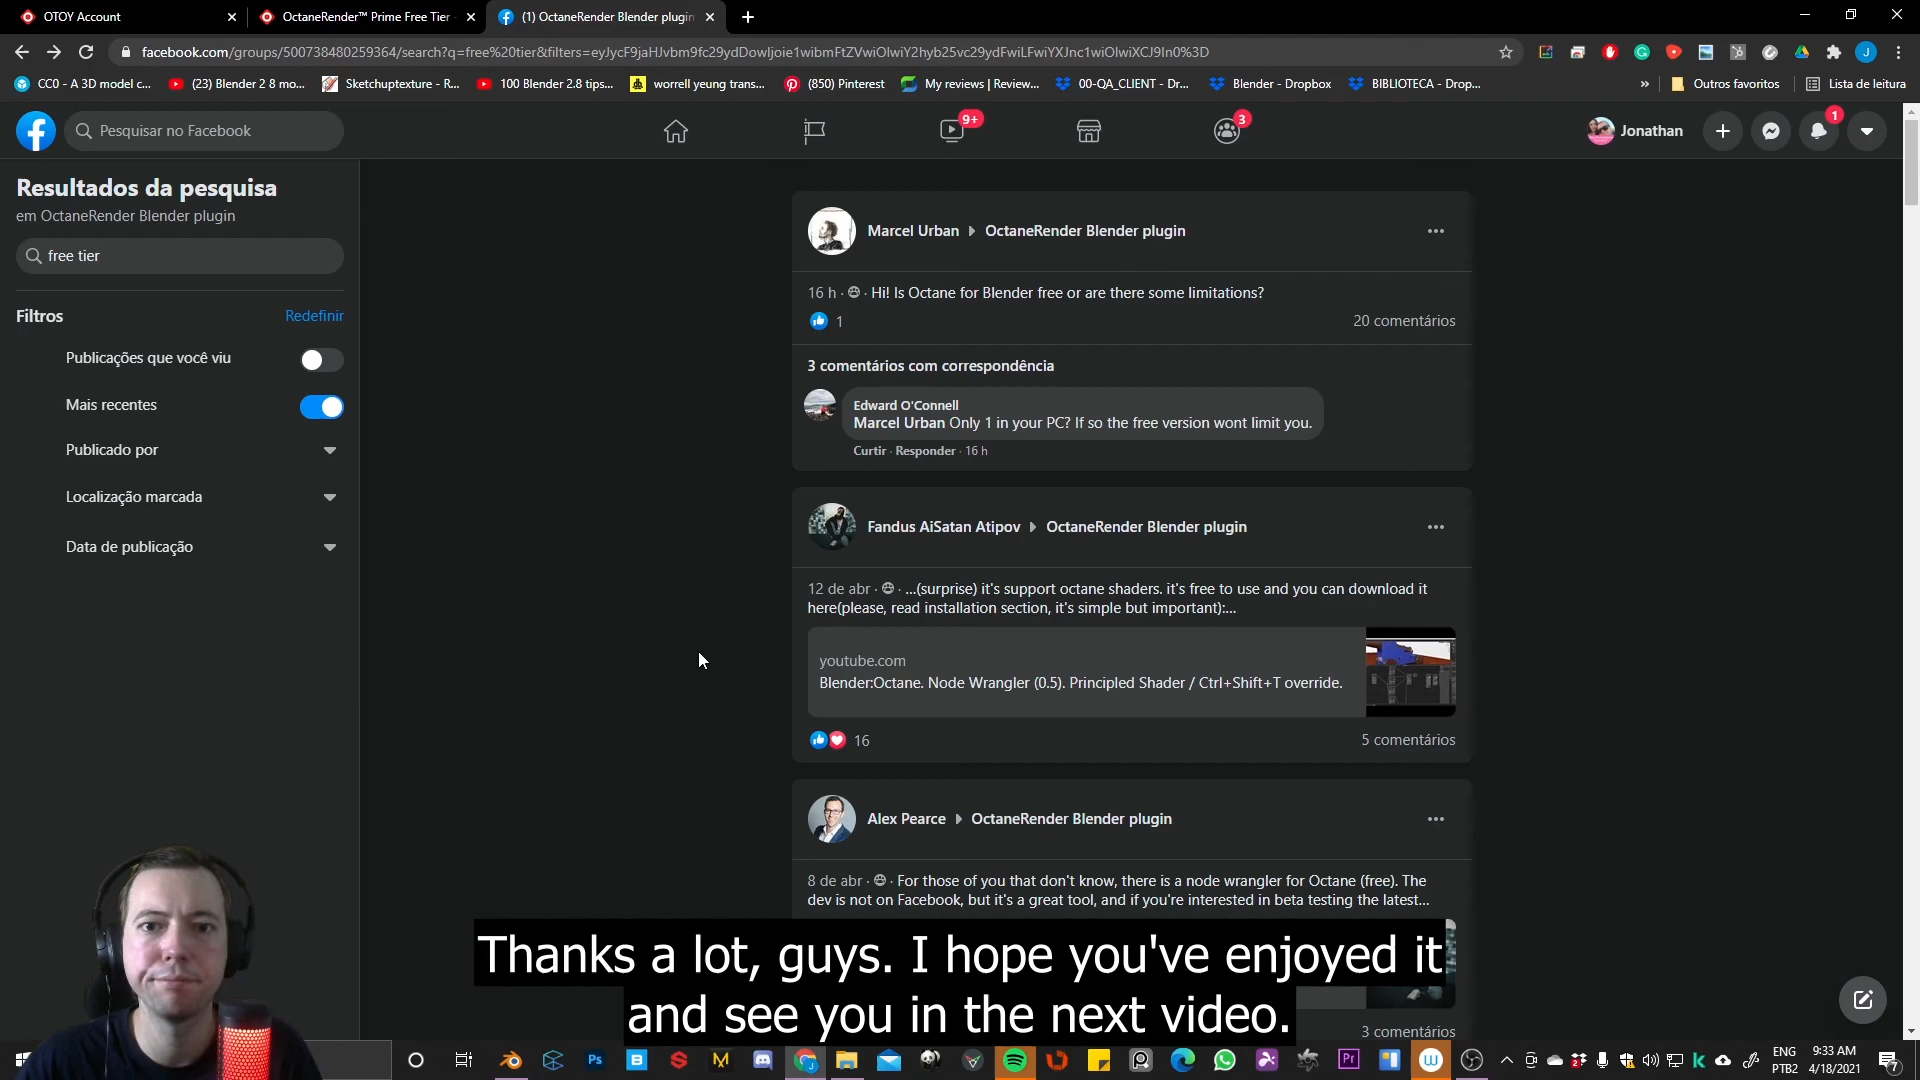 OTOY Account
OctaneRender™ Prime Free Tier
(1) OctaneRender Blender plugin
facebook.com/groups/500738480259364/search?q=free%20tier&filters=
CC0 - A 3D model c...
(23) Blender 2 8 mo...
Sketchuptexture - R...
100 Blender 2.8 tips...
worrell yeung trans...
(850) Pinterest
My reviews | Review...
00-QA_CLIENT - Dr...
Blender - Dropbox
BIBLIOTECA - Drop...
»
Outros favoritos
Lista de leitura
Pesquisar no Facebook
9+
3
Jonathan
1
Resultados da pesquisa
em OctaneRender Blender plugin
free tier
Filtros
Redefinir
Publicações que você viu
Mais recentes
Publicado por
Localização marcada
Data de publicação
Marcel Urban ▸ OctaneRender Blender plugin
16 h · Hi! Is Octane for Blender free or are there some limitations?
1
20 comentários
3 comentários com correspondência
Edward O'Connell
Marcel Urban Only 1 in your PC? If so the free version wont limit you.
Curtir · Responder · 16 h
Fandus AiSatan Atipov ▸ OctaneRender Blender plugin
12 de abr · ...(surprise) it's support octane shaders. it's free to use and you can download it
here(please, read installation section, it's simple but important):...
youtube.com
Blender:Octane. Node Wrangler (0.5). Principled Shader / Ctrl+Shift+T override.
16
5 comentários
Alex Pearce ▸ OctaneRender Blender plugin
8 de abr · For those of you that don't know, there is a node wrangler for Octane (free). The
dev is not on Facebook, but it's a great tool, and if you're interested in beta testing the latest...
Thanks a lot, guys. I hope you've enjoyed it
and see you in the next video.
3 comentários
ENG
PTB2
9:33 AM
4/18/2021
7